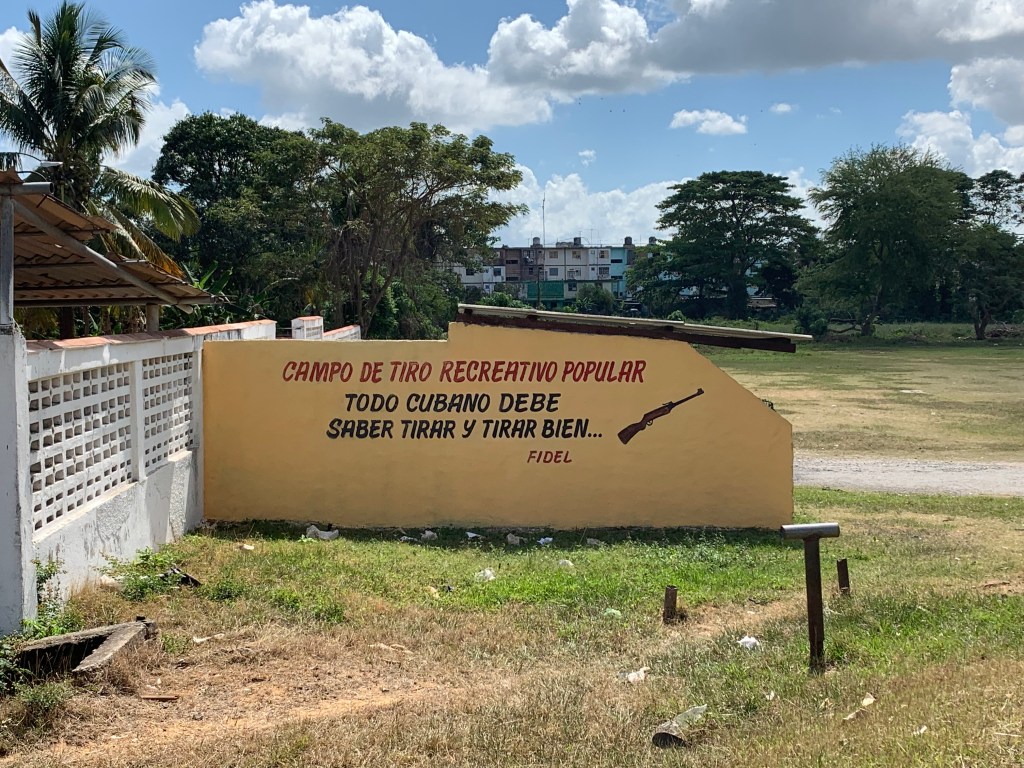 CAMPO DE TIRO RECREATIVO POPULAR
TODO CUBANO DEBE
SABER TIRAR Y TIRAR BIEN...
FIDEL